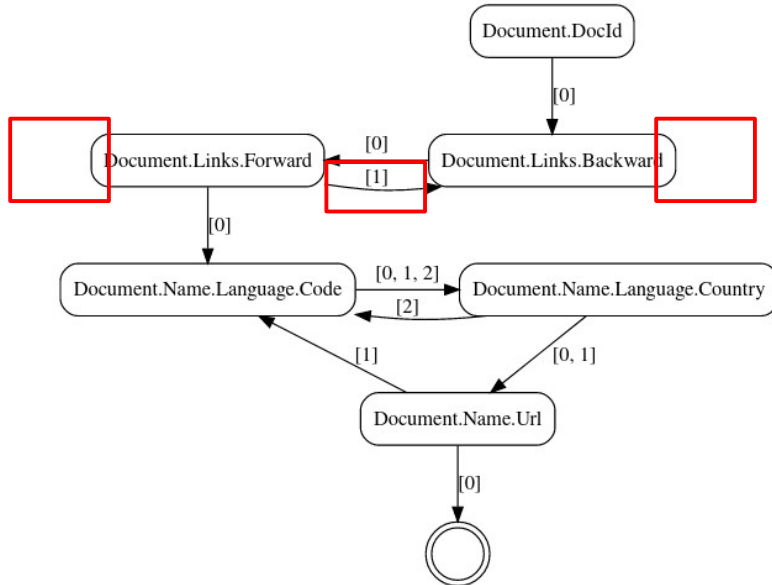 Document.DocId
[0]
[0]
Document.Links.Forward
Document.Links.Backward
[1]
[0]
[0, 1, 2]
Document.Name.Language.Code
Document.Name.Language.Country
[2]
[1]
[0, 1]
Document.Name.Url
[0]